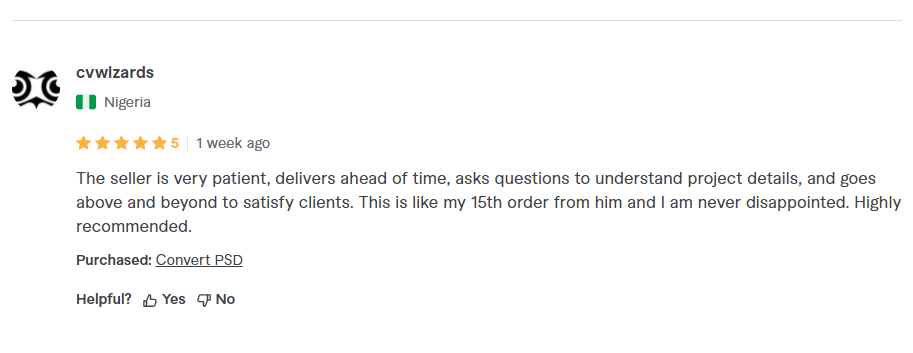 cvwizards
Nigeria
5 1 week ago
The seller is very patient, delivers ahead of time, asks questions to understand project details, and goes
above and beyond to satisfy clients. This is like my 15th order from him and I am never disappointed. Highly
recommended.
Purchased: Convert PSD
Helpful? Yes No